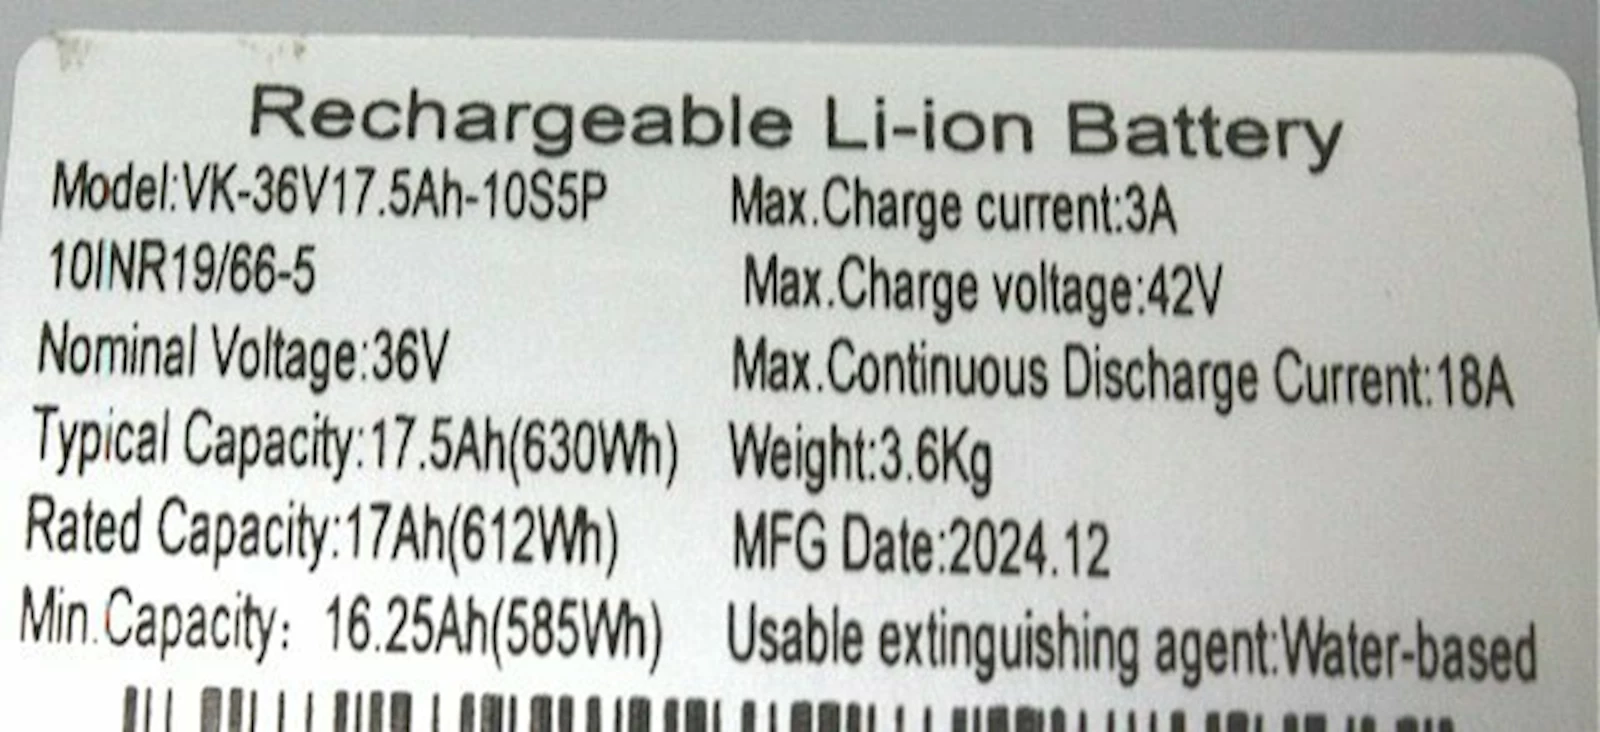 Rechargeable Li-ion Battery
Model:VK-36V17.5Ah-10S5P
10INR19/66-5
Nominal Voltage:36V
Typical Capacity:17.5Ah(630Wh)
Rated Capacity:17Ah(612Wh)
Min.Capacity: 16.25Ah(585Wh)
Max.Charge current:3A
Max.Charge voltage:42V
Max.Continuous Discharge Current:18A
Weight:3.6Kg
MFG Date:2024.12
Usable extinguishing agent:Water-based